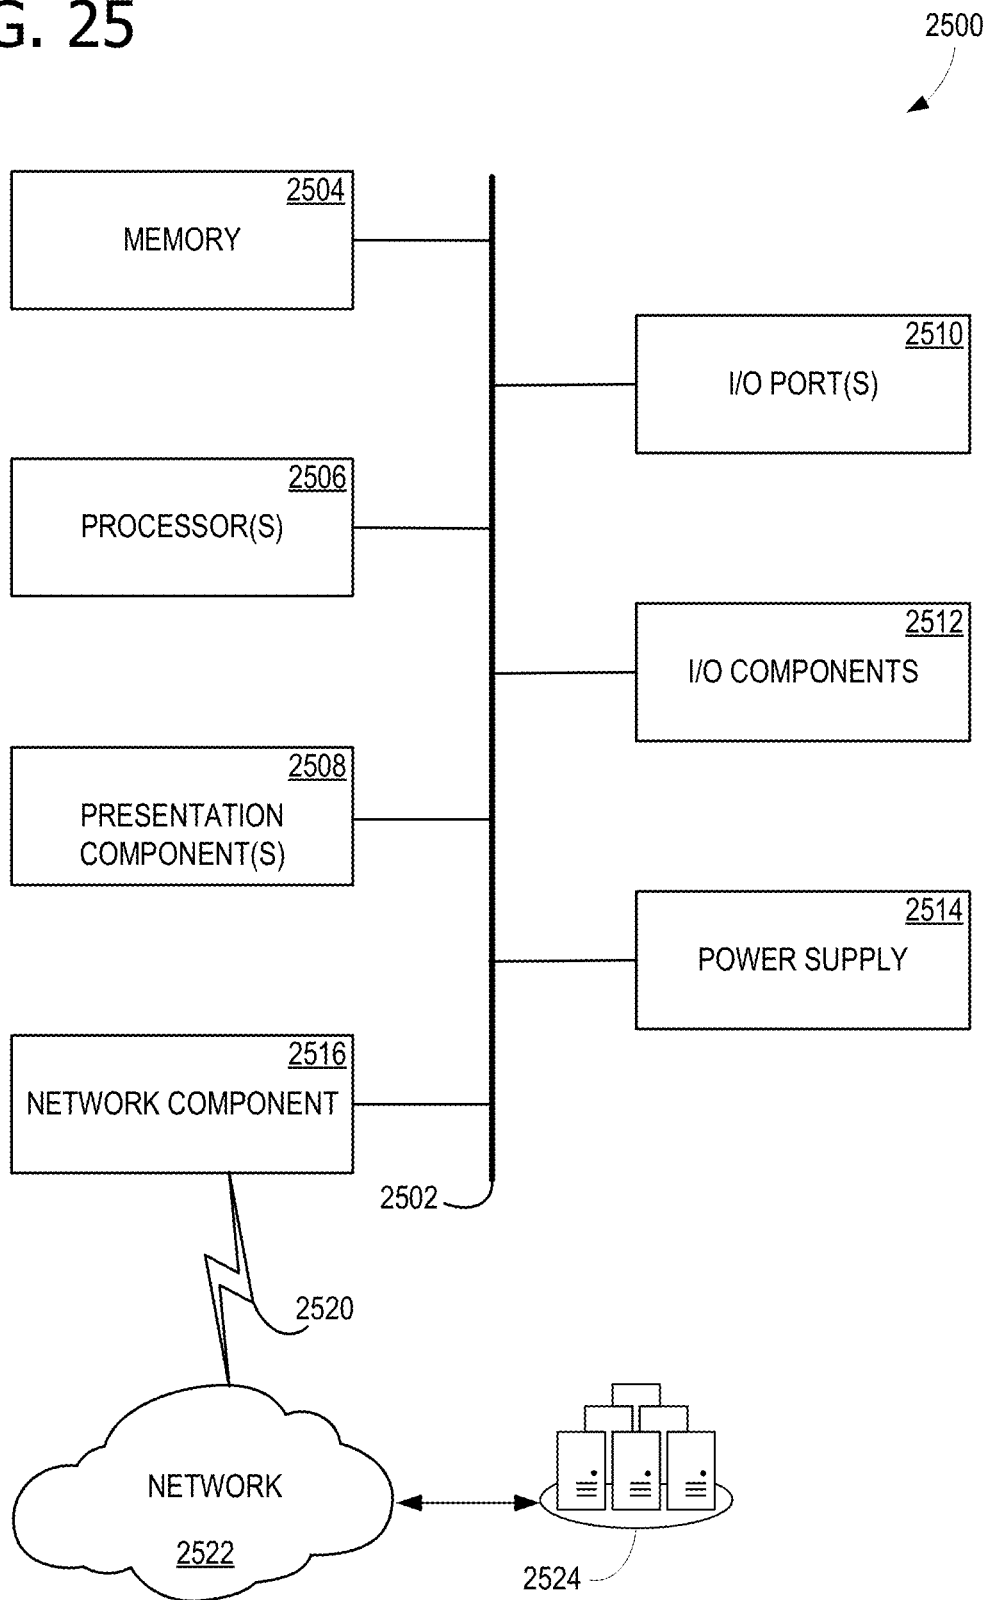 G. 25
2500
2504
MEMORY
2510
I/O PORT(S)
2506
PROCESSOR(S)
2512
I/O COMPONENTS
2508
PRESENTATION
COMPONENT(S)
2514
POWER SUPPLY
2516
NETWORK COMPONENT
2502
2520
NETWORK
2522
2524